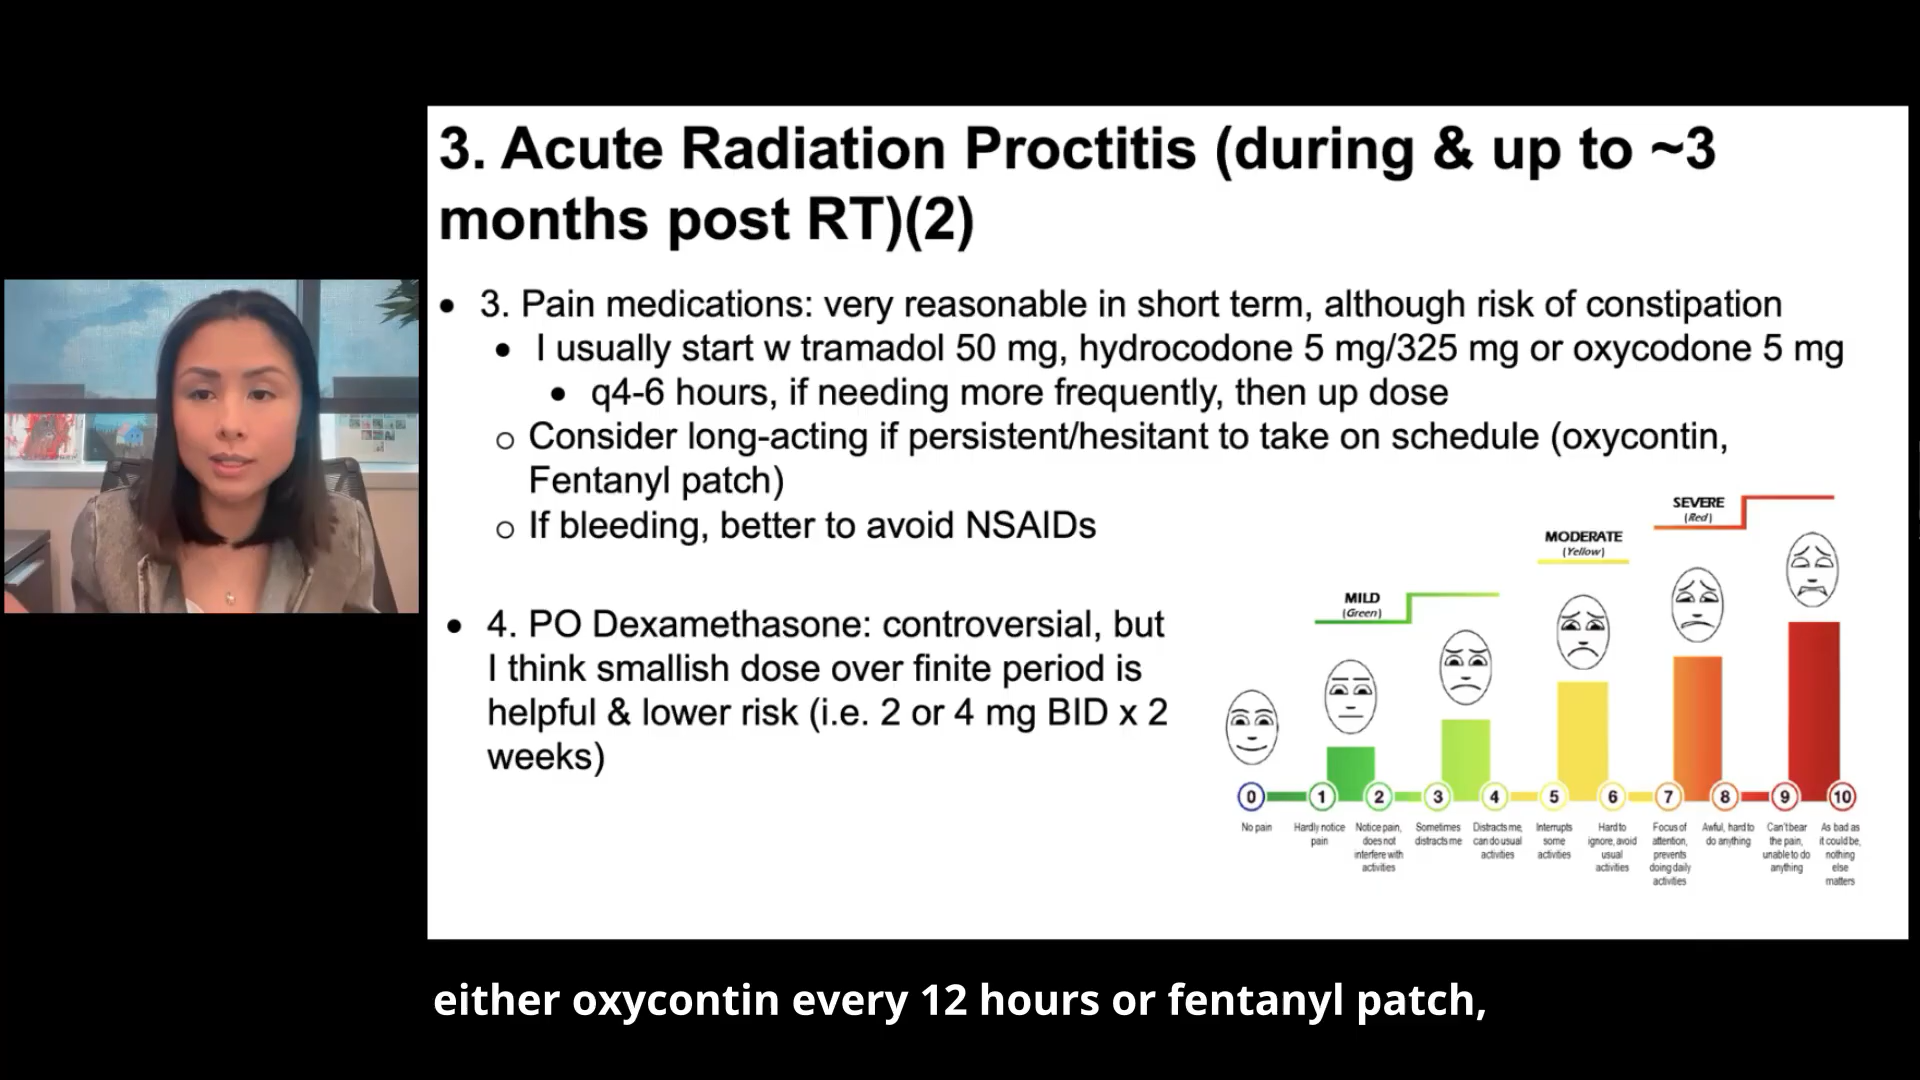 3. Acute Radiation Proctitis (during & up to ~3
months post RT)(2)
• 3. Pain medications: very reasonable in short term, although risk of constipation
• I usually start w tramadol 50 mg, hydrocodone 5 mg/325 mg or oxycodone 5 mg
• q4-6 hours, if needing more frequently, then up dose
o Consider long-acting if persistent/hesitant to take on schedule (oxycontin,
Fentanyl patch)
o If bleeding, better to avoid NSAIDs
• 4. PO Dexamethasone: controversial, but
I think smallish dose over finite period is
helpful & lower risk (i.e. 2 or 4 mg BID x 2
weeks)
MILD
(Green)
MODERATE
(Yellow)
SEVERE
(Red)
0 1 2 3 4 5 6 7 8 9 10
No pain
Hardly notice
pain
Notice pain,
does not
interfere with
activities
Sometimes
distracts me
Distracts me,
can do usual
activities
Interrupts
some
activities
Hard to
ignore, avoid
usual
activities
Focus of
attention,
prevents
doing daily
activities
Awful, hard to
do anything
Can't bear
the pain,
unable to do
anything
As bad as
it could be,
nothing
else
matters
either oxycontin every 12 hours or fentanyl patch,